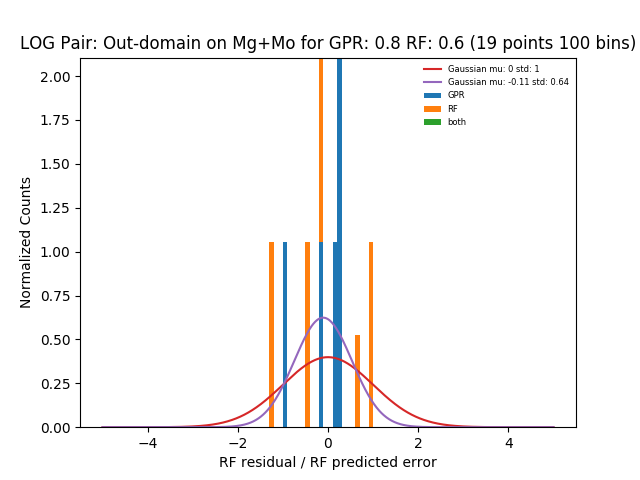 LOG Pair: Out-domain on Mg+Mo for GPR: 0.8 RF: 0.6 (19 points 100 bins)
Gaussian mu: 0 std: 1
Gaussian mu: -0.11 std: 0.64
GPR
RF
both
Normalized Counts
2.00
1.75
1.50
1.25
1.00
0.75
0.50
0.25
0.00
−4
−2
0
2
4
RF residual / RF predicted error